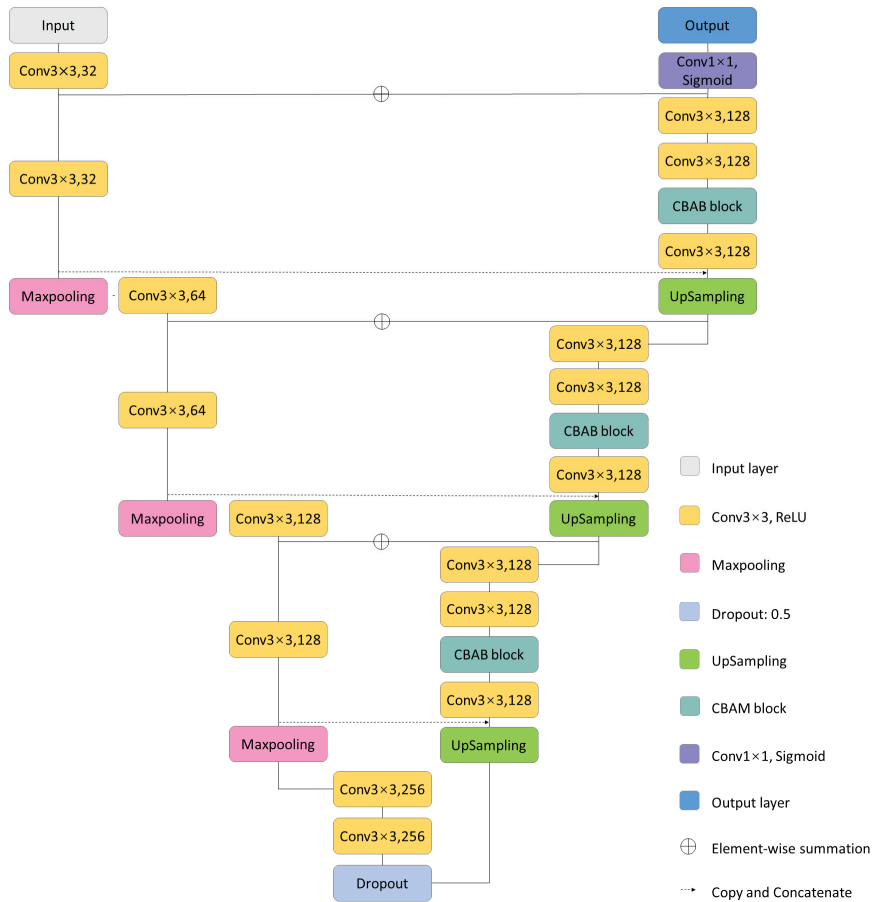 Input
Output
Conv3×3,32
Conv1×1,
Sigmoid
Conv3×3,128
Conv3×3,128
Conv3×3,32
CBAB block
Conv3×3,128
Maxpooling
Conv3×3,64
UpSampling
Conv3×3,128
Conv3×3,128
Conv3×3,64
CBAB block
Conv3×3,128
Maxpooling
Conv3×3,128
UpSampling
Conv3×3,128
Conv3×3,128
Conv3×3,128
CBAB block
Conv3×3,128
Maxpooling
UpSampling
Conv3×3,256
Conv3×3,256
Dropout
Input layer
Conv3×3, ReLU
Maxpooling
Dropout: 0.5
UpSampling
CBAM block
Conv1×1, Sigmoid
Output layer
Element-wise summation
Copy and Concatenate